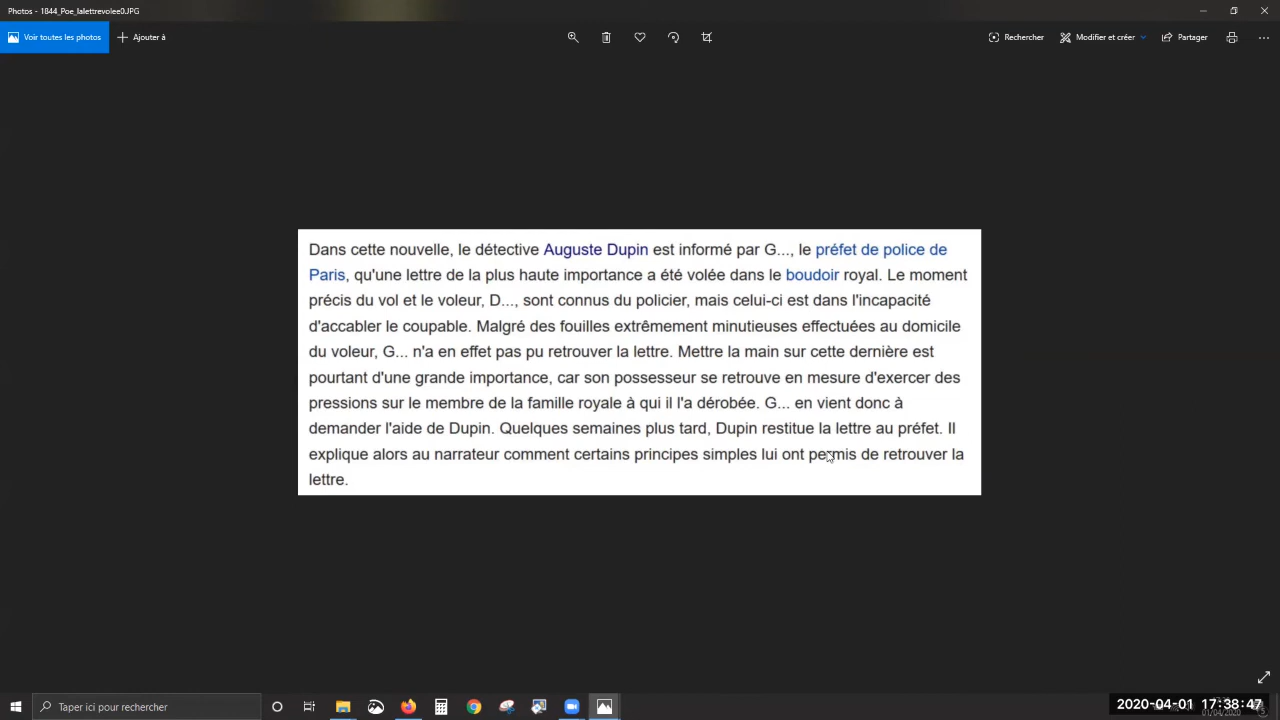 Photos - 1844_Poe_lalettrevolee0JPG
Voir toutes les photos
Ajouter à
Rechercher
Modifier et créer
Partager
Dans cette nouvelle, le détective Auguste Dupin est informé par G..., le préfet de police de
Paris, qu'une lettre de la plus haute importance a été volée dans le boudoir royal. Le moment
précis du vol et le voleur, D..., sont connus du policier, mais celui-ci est dans l'incapacité
d'accabler le coupable. Malgré des fouilles extrêmement minutieuses effectuées au domicile
du voleur, G... n'a en effet pas pu retrouver la lettre. Mettre la main sur cette dernière est
pourtant d'une grande importance, car son possesseur se retrouve en mesure d'exercer des
pressions sur le membre de la famille royale à qui il l'a dérobée. G... en vient donc à
demander l'aide de Dupin. Quelques semaines plus tard, Dupin restitue la lettre au préfet. Il
explique alors au narrateur comment certains principes simples lui ont permis de retrouver la
lettre.
Taper ici pour rechercher
2020-04-01 17:38:47
01/04/2020